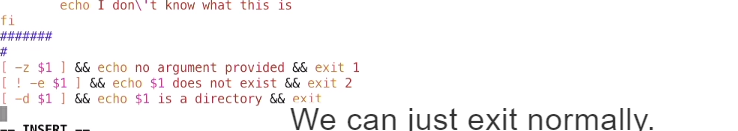 echo I don\'t know what this is
fi
#######
#
[ -z $1 ] && echo no argument provided && exit 1
[ ! -e $1 ] && echo $1 does not exist && exit 2
[ -d $1 ] && echo $1 is a directory && exit
We can just exit normally.
-- INSERT --